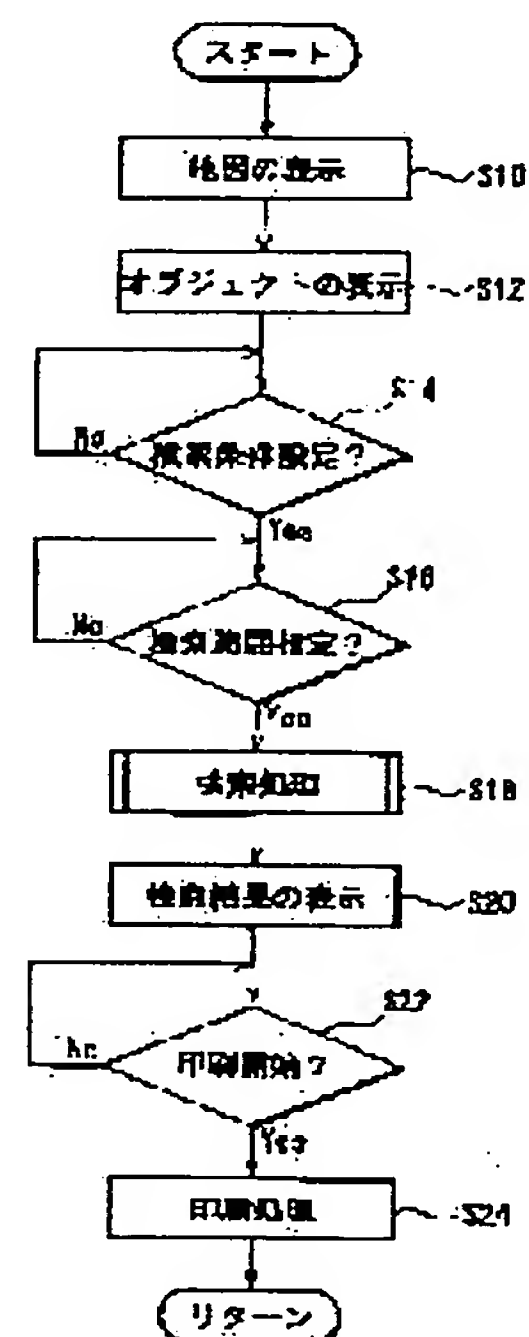 スタート
地図の表示
S10
オブジェクトの表示
S12
S14
No
検索条件設定?
Yes
S16
No
検索範囲指定?
Yes
検索処理
S18
検索結果の表示
S20
S22
No
印刷開始?
Yes
印刷処理
S24
リターン